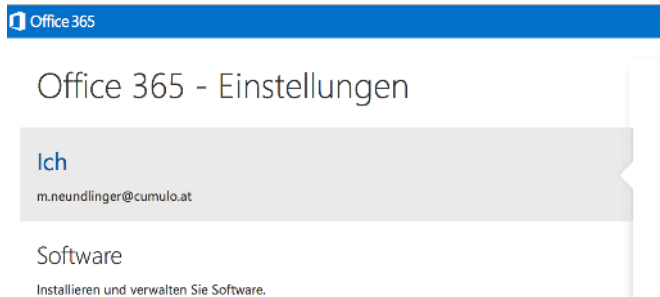 Office 365
Office 365 - Einstellungen
Ich
m.neundlinger@cumulo.at
Software
Installieren und verwalten Sie Software.